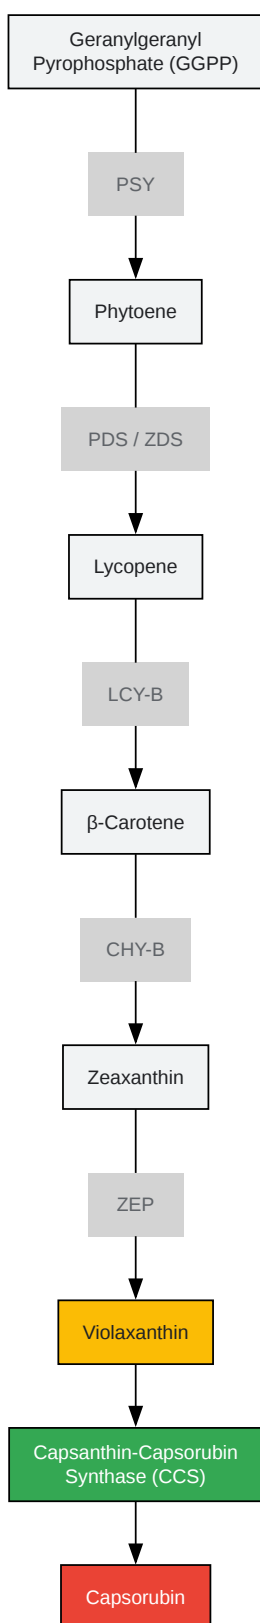 Geranylgeranyl
Pyrophosphate (GGPP)
PSY
Phytoene
PDS / ZDS
Lycopene
LCY-B
β-Carotene
CHY-B
Zeaxanthin
ZEP
Violaxanthin
Capsanthin-Capsorubin
Synthase (CCS)
Capsorubin